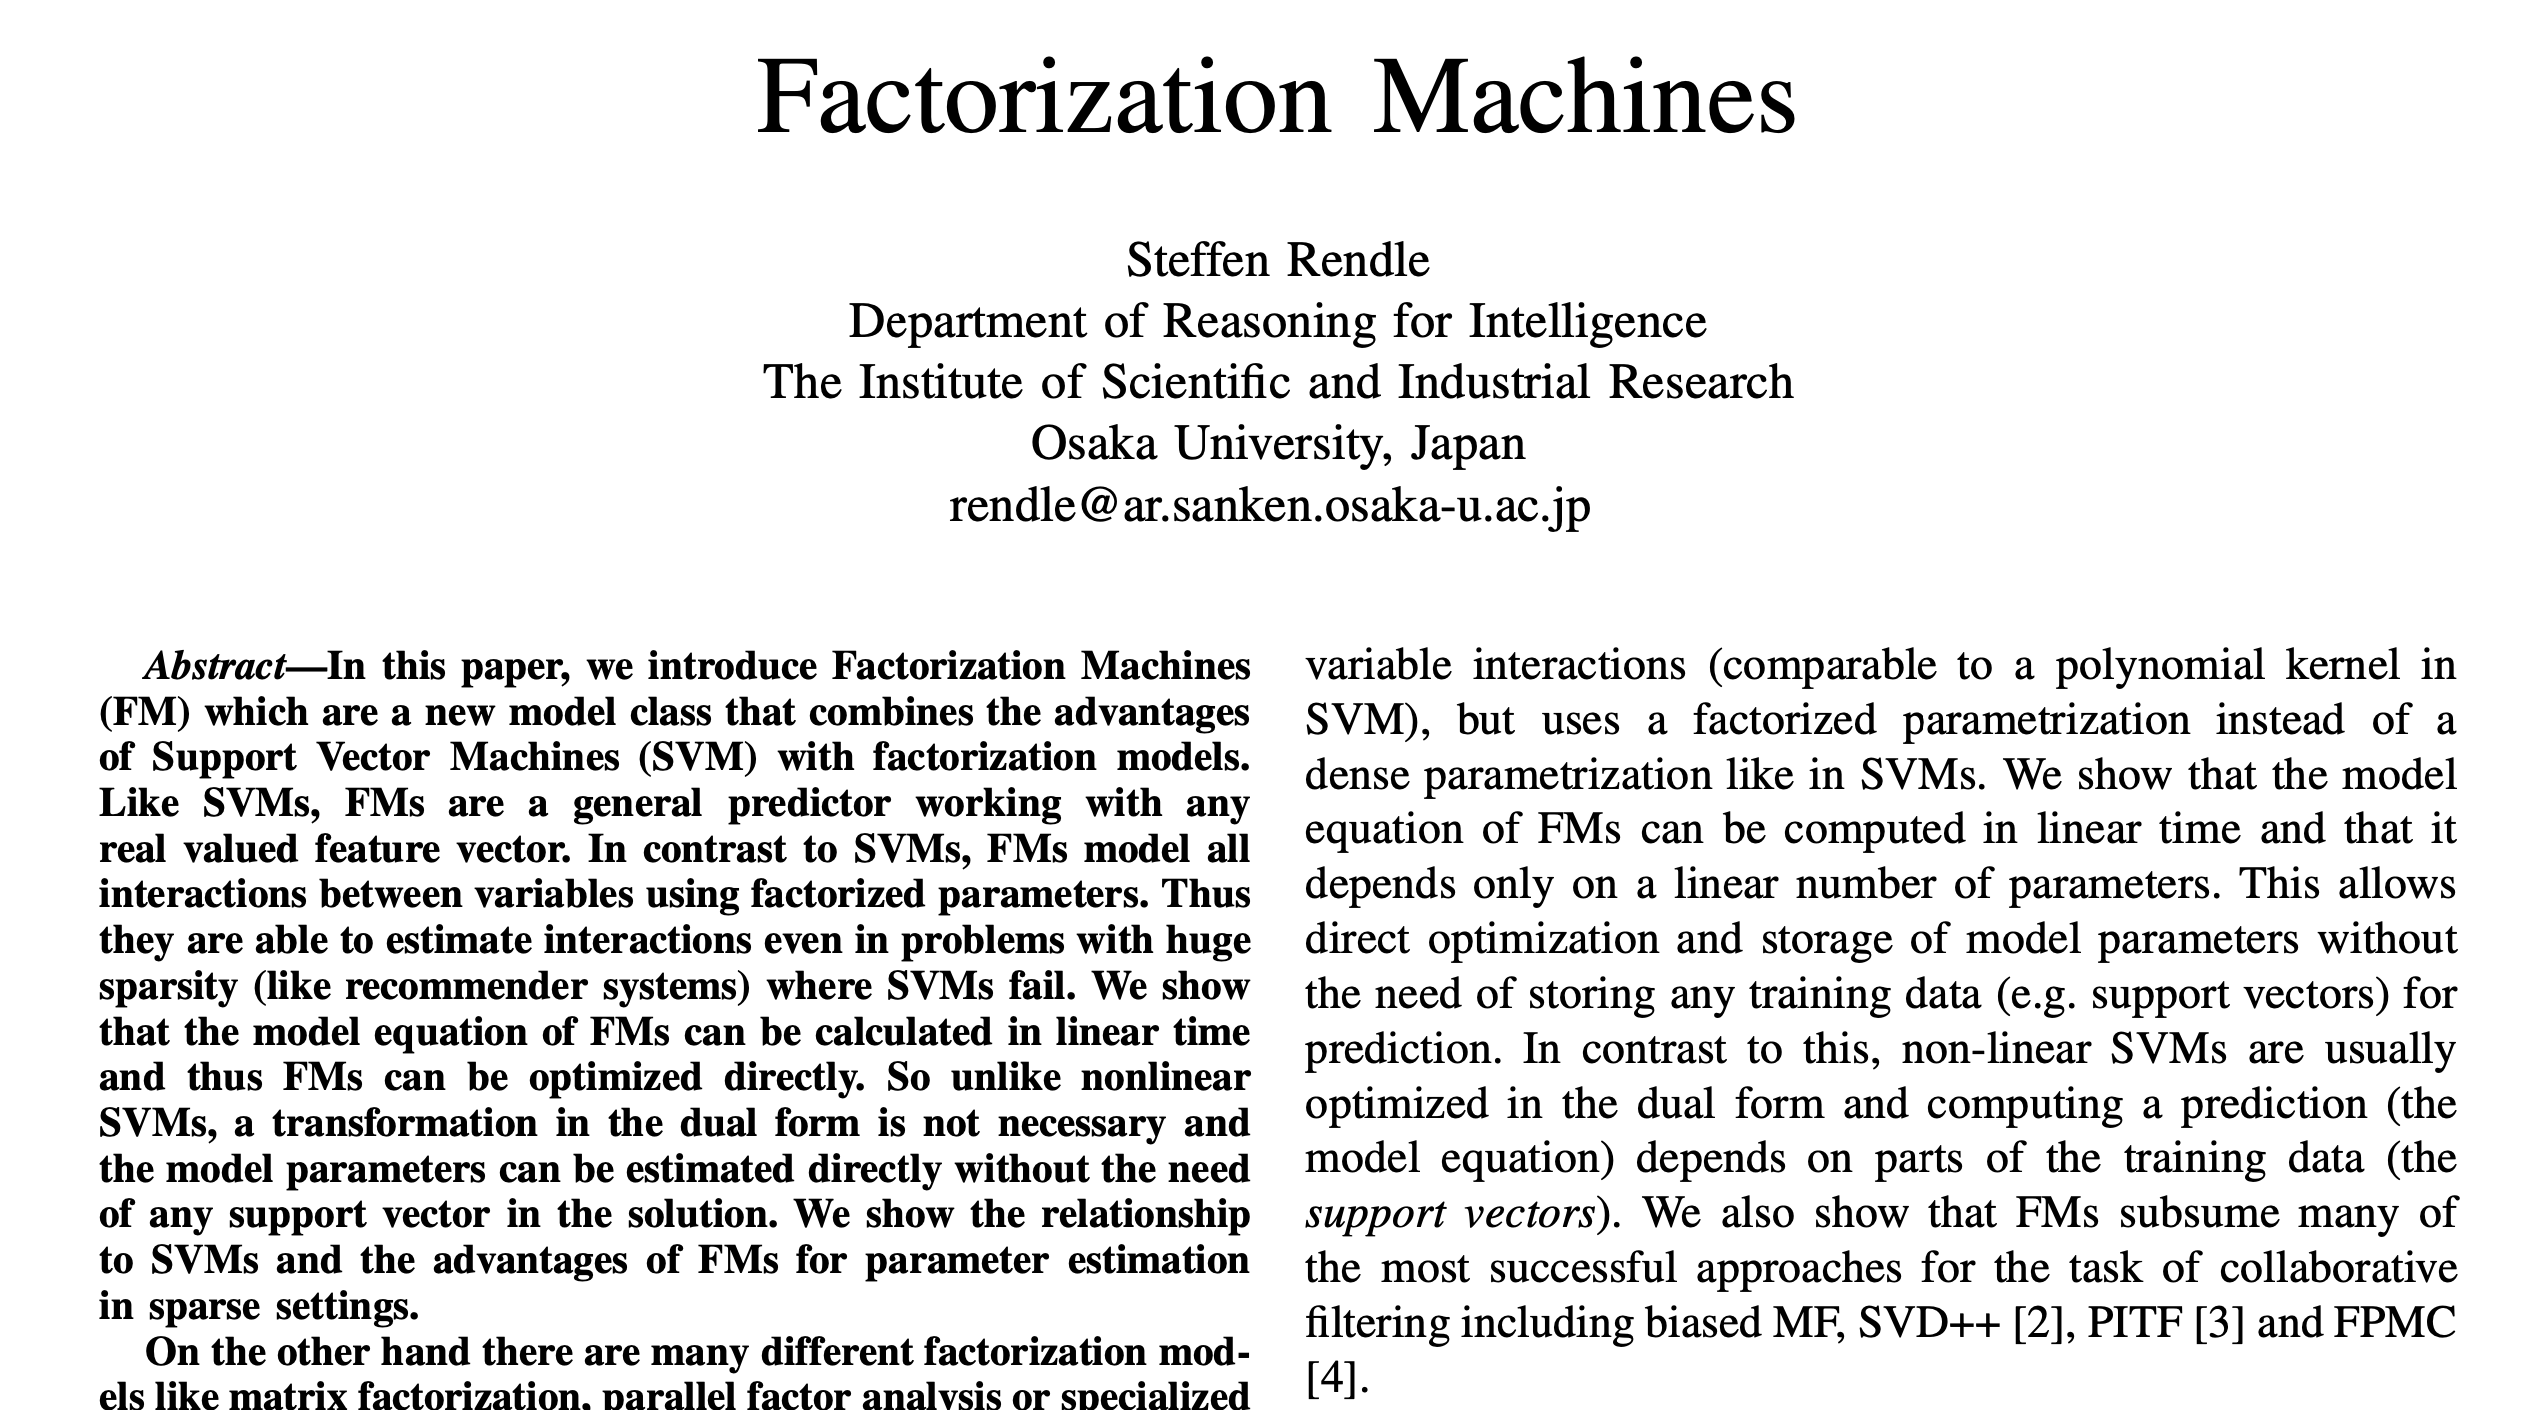 Factorization Machines
Steffen Rendle
Department of Reasoning for Intelligence
The Institute of Scientific and Industrial Research
Osaka University, Japan
rendle@ar.sanken.osaka-u.ac.jp
Abstract—In this paper, we introduce Factorization Machines
(FM) which are a new model class that combines the advantages
of Support Vector Machines (SVM) with factorization models.
Like SVMs, FMs are a general predictor working with any
real valued feature vector. In contrast to SVMs, FMs model all
interactions between variables using factorized parameters. Thus
they are able to estimate interactions even in problems with huge
sparsity (like recommender systems) where SVMs fail. We show
that the model equation of FMs can be calculated in linear time
and thus FMs can be optimized directly. So unlike nonlinear
SVMs, a transformation in the dual form is not necessary and
the model parameters can be estimated directly without the need
of any support vector in the solution. We show the relationship
to SVMs and the advantages of FMs for parameter estimation
in sparse settings.
On the other hand there are many different factorization mod-
els like matrix factorization, parallel factor analysis or specialized
variable interactions (comparable to a polynomial kernel in
SVM), but uses a factorized parametrization instead of a
dense parametrization like in SVMs. We show that the model
equation of FMs can be computed in linear time and that it
depends only on a linear number of parameters. This allows
direct optimization and storage of model parameters without
the need of storing any training data (e.g. support vectors) for
prediction. In contrast to this, non-linear SVMs are usually
optimized in the dual form and computing a prediction (the
model equation) depends on parts of the training data (the
support vectors). We also show that FMs subsume many of
the most successful approaches for the task of collaborative
filtering including biased MF, SVD++ [2], PITF [3] and FPMC
[4].